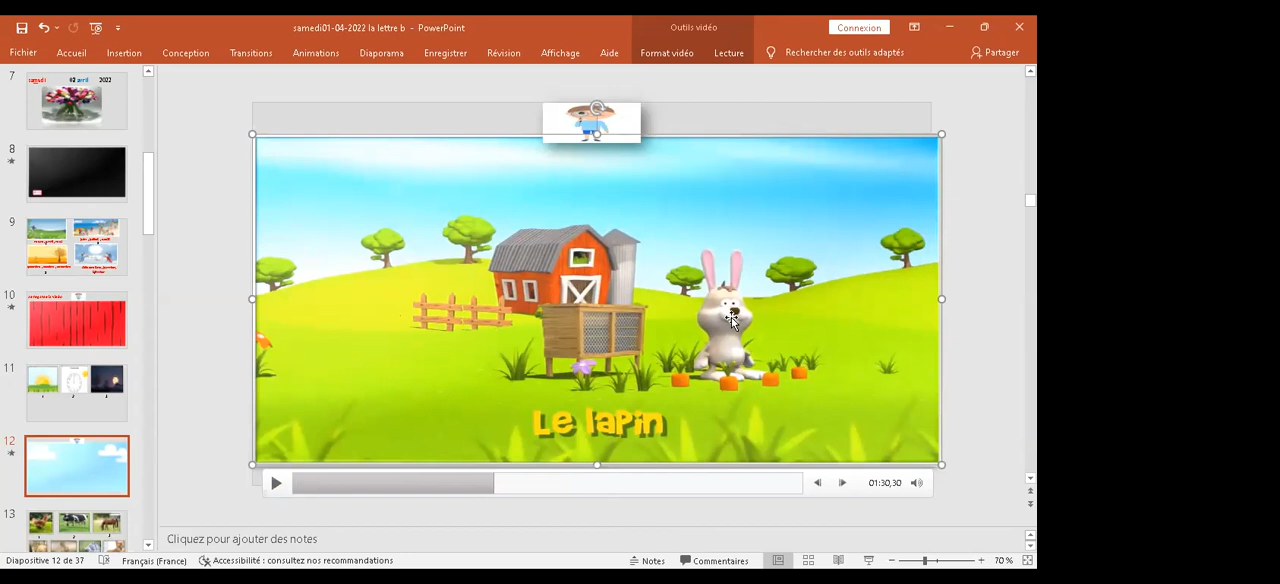 samedi01-04-2022 la lettre b - PowerPoint
Outils vidéo
Connexion
Fichier Accueil Insertion Conception Transitions Animations Diaporama Enregistrer Révision Affichage Aide Format vidéo Lecture Rechercher des outils adaptés Partager
7
samedi 2022
8
9
10
11
12
13
Le lapin
01:30,30
Cliquez pour ajouter des notes
Diapositive 12 de 37 Français (France) Accessibilité : consultez nos recommandations Notes Commentaires 70 %